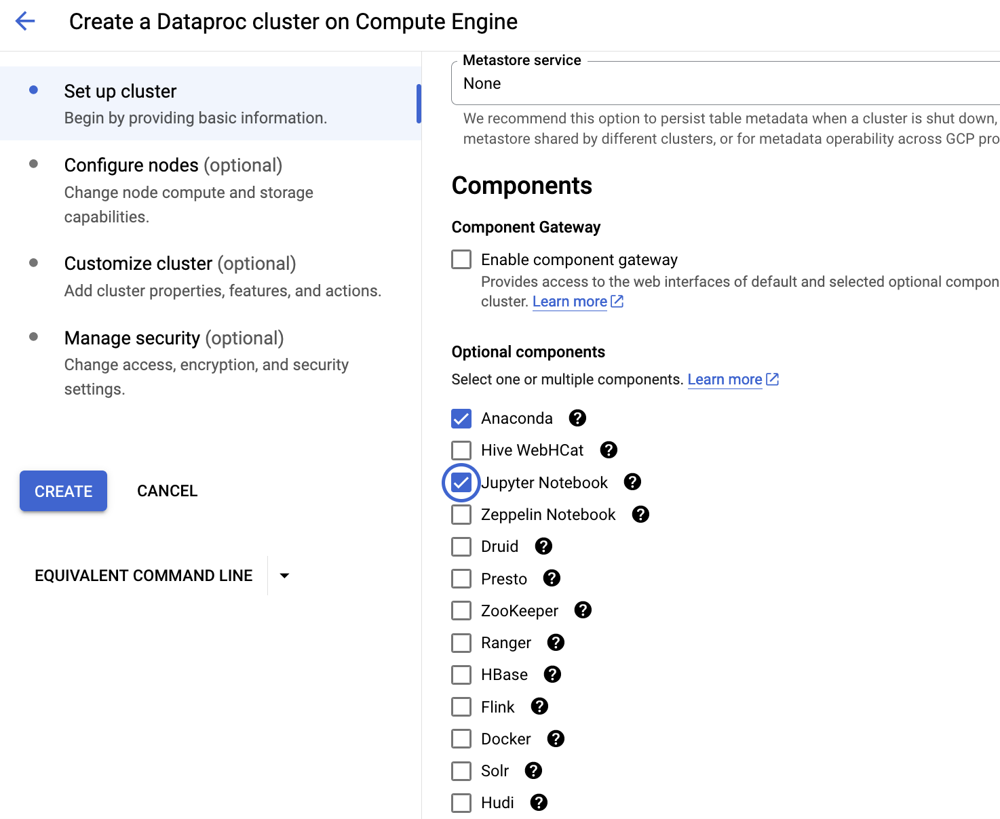 Create a Dataproc cluster on Compute Engine
Set up cluster
Begin by providing basic information.
Configure nodes (optional)
Change node compute and storage
capabilities.
Customize cluster (optional)
Add cluster properties, features, and actions.
Manage security (optional)
Change access, encryption, and security
settings.
CREATE
CANCEL
EQUIVALENT COMMAND LINE
Metastore service
None
We recommend this option to persist table metadata when a cluster is shut down,
metastore shared by different clusters, or for metadata operability across GCP pro
Components
Component Gateway
Enable component gateway
Provides access to the web interfaces of default and selected optional compon
cluster. Learn more
Optional components
Select one or multiple components. Learn more
Anaconda ?
Hive WebHCat ?
Jupyter Notebook ?
Zeppelin Notebook ?
Druid ?
Presto ?
ZooKeeper ?
Ranger ?
HBase ?
Flink ?
Docker ?
Solr ?
Hudi ?